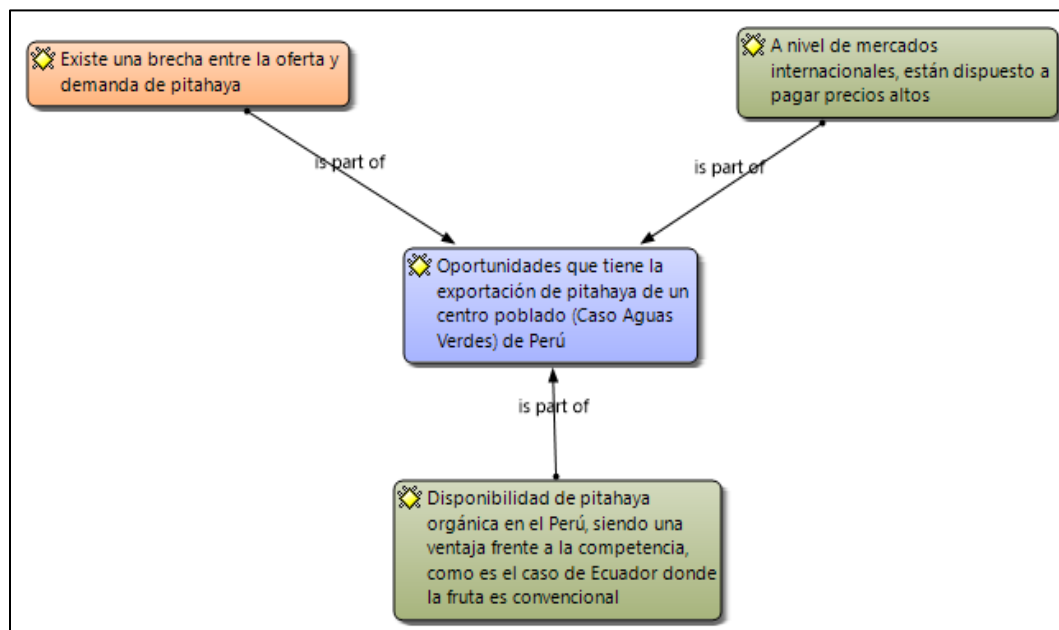 Existe una brecha entre la oferta y
demanda de pitahaya
A nivel de mercados
internacionales, están dispuesto a
pagar precios altos
is part of
is part of
Oportunidades que tiene la
exportación de pitahaya de un
centro poblado (Caso Aguas
Verdes) de Perú
is part of
Disponibilidad de pitahaya
orgánica en el Perú, siendo una
ventaja frente a la competencia,
como es el caso de Ecuador donde
la fruta es convencional